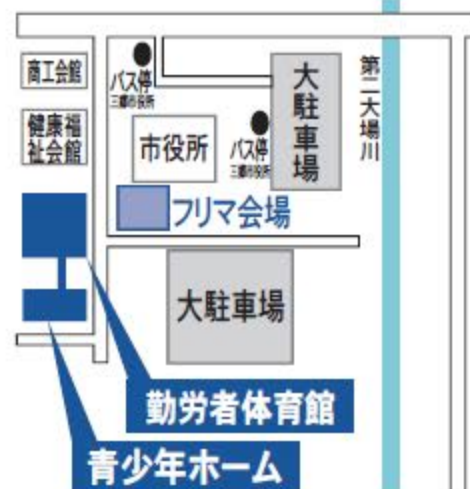 商工会館
健康福
祉会館
バス停
三郷市役所
市役所
バス停
三郷市役所
大駐車場
第二大場川
フリマ会場
大駐車場
勤労者体育館
青少年ホーム